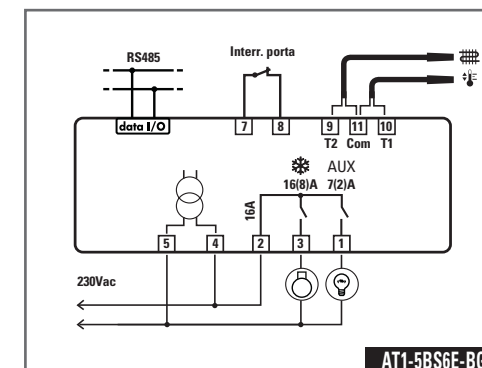 RS485
Interr. porta
data I/O
7 8 9 11 10
T2 Com T1
AUX
16(8)A 7(2)A
16A
5 4 2 3 1
230Vac
AT1-5BS6E-BG